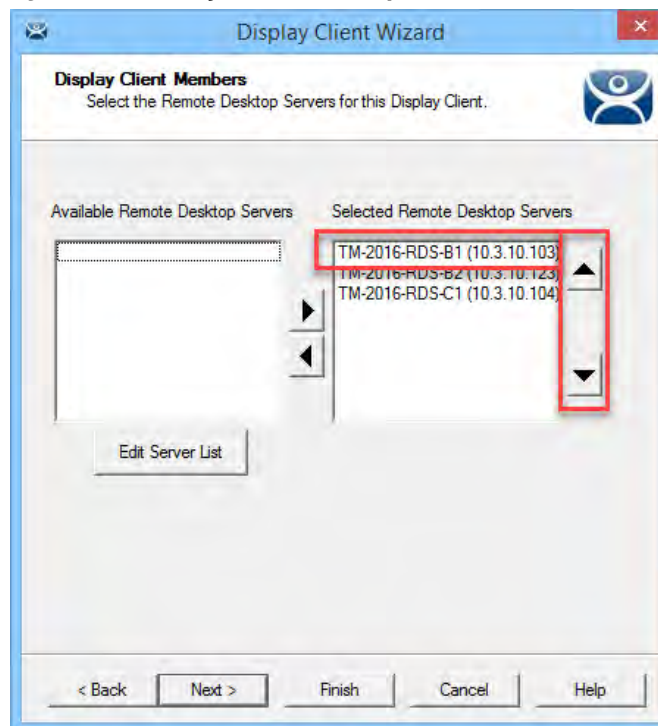 Display Client Wizard
Display Client Members
Select the Remote Desktop Servers for this Display Client.
Available Remote Desktop Servers
Selected Remote Desktop Servers
TM-2016-RDS-B1 (10.3.10.103)
TM-2016-RDS-B2 (10.3.10.123)
TM-2016-RDS-C1 (10.3.10.104)
Edit Server List
< Back
Next >
Finish
Cancel
Help